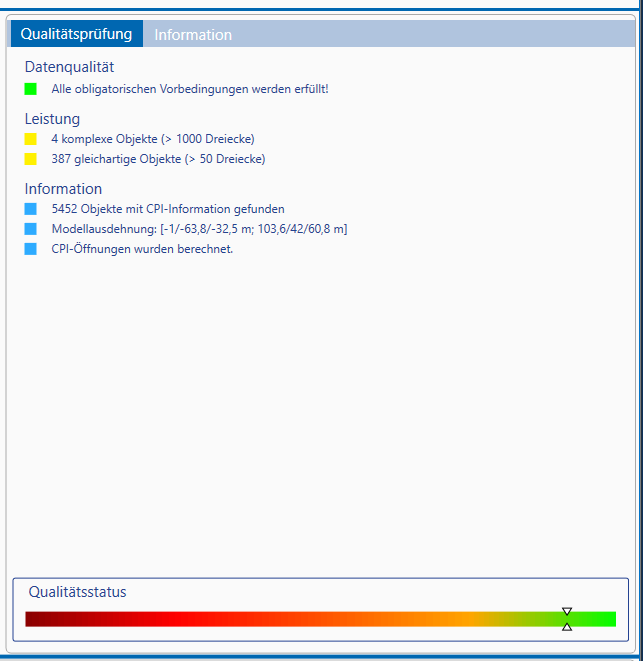 Qualitätsprüfung Information
Datenqualität
Alle obligatorischen Vorbedingungen werden erfüllt!
Leistung
4 komplexe Objekte (> 1000 Dreiecke)
387 gleichartige Objekte (> 50 Dreiecke)
Information
5452 Objekte mit CPI-Information gefunden
Modellausdehnung: [-1/-63,8/-32,5 m; 103,6/42/60,8 m]
CPI-Öffnungen wurden berechnet.
Qualitätsstatus